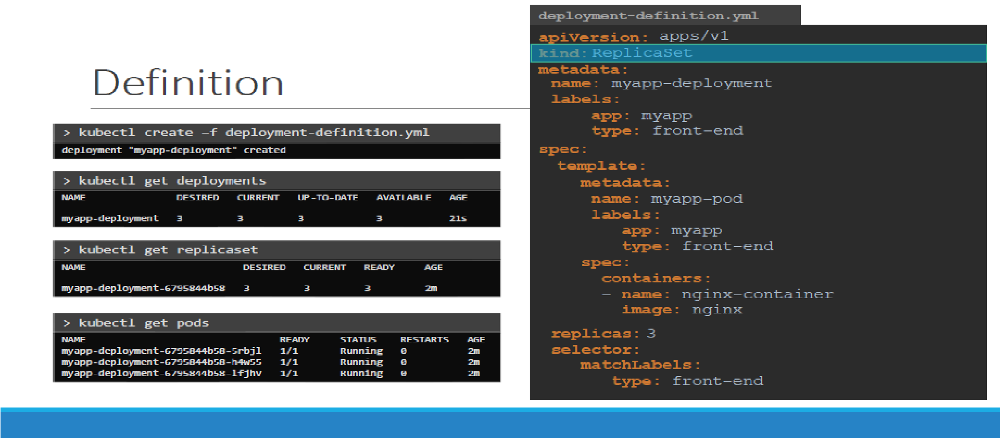 Definition
> kubectl create –f deployment-definition.yml
deployment "myapp-deployment" created
> kubectl get deployments
NAME DESIRED CURRENT UP-TO-DATE AVAILABLE AGE
myapp-deployment 3 3 3 3 21s
> kubectl get replicaset
NAME DESIRED CURRENT READY AGE
myapp-deployment-6795844b58 3 3 3 2m
> kubectl get pods
NAME READY STATUS RESTARTS AGE
myapp-deployment-6795844b58-5rbjl 1/1 Running 0 2m
myapp-deployment-6795844b58-h4w55 1/1 Running 0 2m
myapp-deployment-6795844b58-lfjhv 1/1 Running 0 2m
deployment-definition.yml
apiVersion: apps/v1
kind: ReplicaSet
metadata:
name: myapp-deployment
labels:
app: myapp
type: front-end
spec:
template:
metadata:
name: myapp-pod
labels:
app: myapp
type: front-end
spec:
containers:
- name: nginx-container
image: nginx
replicas: 3
selector:
matchLabels:
type: front-end